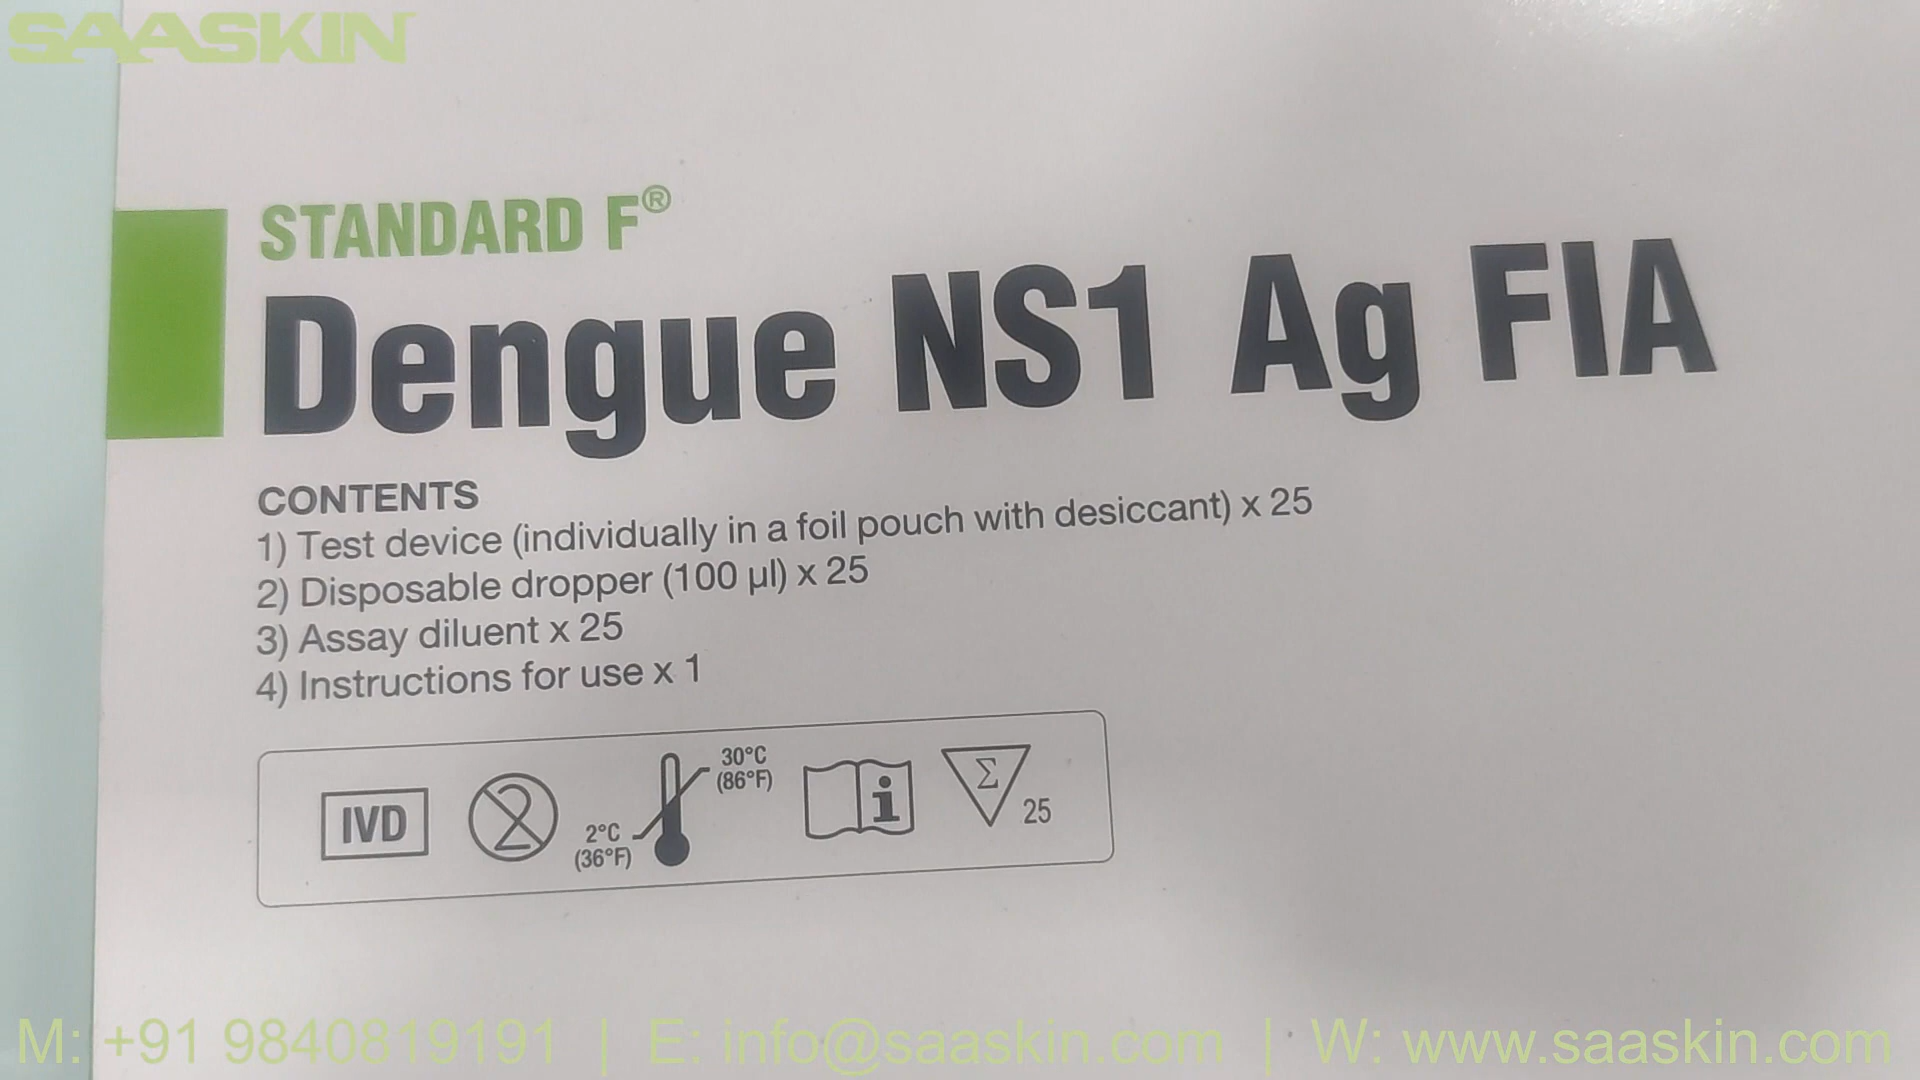 SAASKIN
STANDARD F®
Dengue NS1 Ag FIA
CONTENTS
1) Test device (individually in a foil pouch with desiccant) x 25
2) Disposable dropper (100 µl) x 25
3) Assay diluent x 25
4) Instructions for use x 1
IVD
2
2°C
(36°F)
30°C
(86°F)
i
Σ
25
M: +91 9840819191 | E: info@saaskin.com | W: www.saaskin.com